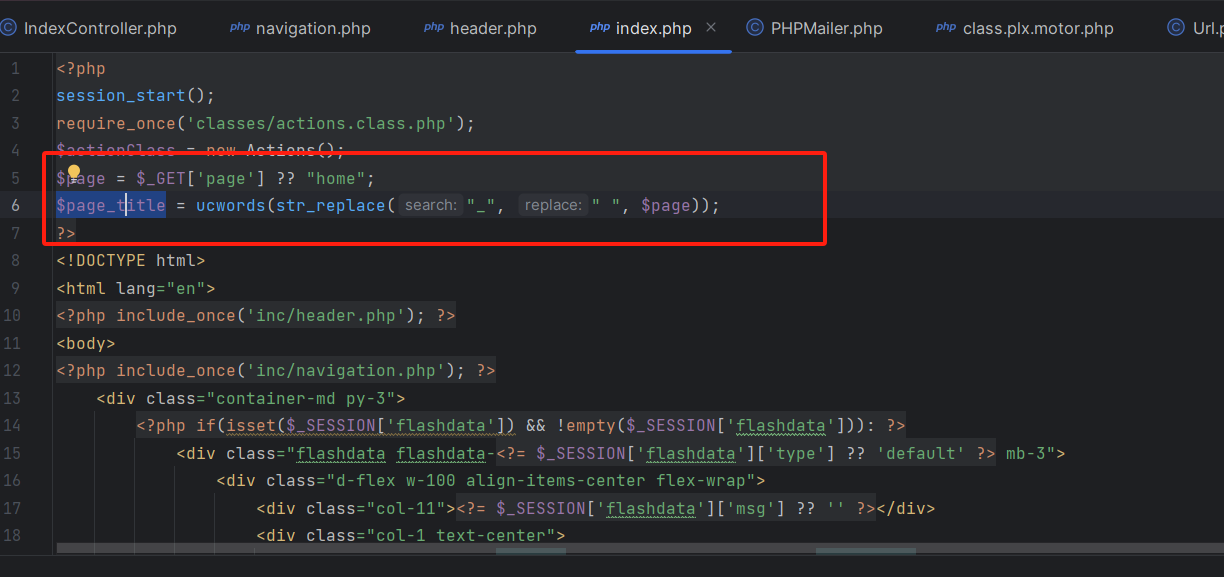 IndexController.php php navigation.php php header.php php index.php × PHPMailer.php php class.plx.motor.php Url.p
1 <?php
2 session_start();
3 require_once('classes/actions.class.php');
4 $actionClass = new Actions();
5 $page = $_GET['page'] ?? "home";
6 $page_title = ucwords(str_replace( search: "_", replace: " ", $page));
7 ?>
8 <!DOCTYPE html>
9 <html lang="en">
10 <?php include_once('inc/header.php'); ?>
11 <body>
12 <?php include_once('inc/navigation.php'); ?>
13 <div class="container-md py-3">
14 <?php if(isset($_SESSION['flashdata']) && !empty($_SESSION['flashdata'])): ?>
15 <div class="flashdata flashdata-<?= $_SESSION['flashdata']['type'] ?? 'default' ?> mb-3">
16 <div class="d-flex w-100 align-items-center flex-wrap">
17 <div class="col-11"><?= $_SESSION['flashdata']['msg'] ?? '' ?></div>
18 <div class="col-1 text-center">